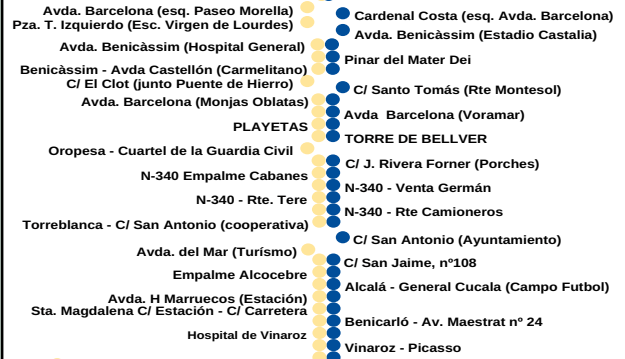 Avda. Barcelona (esq. Paseo Morella)
Cardenal Costa (esq. Avda. Barcelona)
Pza. T. Izquierdo (Esc. Virgen de Lourdes)
Avda. Benicàssim (Estadio Castalia)
Avda. Benicàssim (Hospital General)
Pinar del Mater Dei
Benicàssim - Avda Castellón (Carmelitano)
C/ El Clot (junto Puente de Hierro)
C/ Santo Tomás (Rte Montesol)
Avda. Barcelona (Monjas Oblatas)
Avda Barcelona (Voramar)
PLAYETAS
TORRE DE BELLVER
Oropesa - Cuartel de la Guardia Civil
C/ J. Rivera Forner (Porches)
N-340 Empalme Cabanes
N-340 - Venta Germán
N-340 - Rte. Tere
N-340 - Rte Camioneros
Torreblanca - C/ San Antonio (cooperativa)
C/ San Antonio (Ayuntamiento)
Avda. del Mar (Turísmo)
C/ San Jaime, nº108
Empalme Alcocebre
Alcalá - General Cucala (Campo Futbol)
Avda. H Marruecos (Estación)
Sta. Magdalena C/ Estación - C/ Carretera
Benicarló - Av. Maestrat nº 24
Hospital de Vinaroz
Vinaroz - Picasso